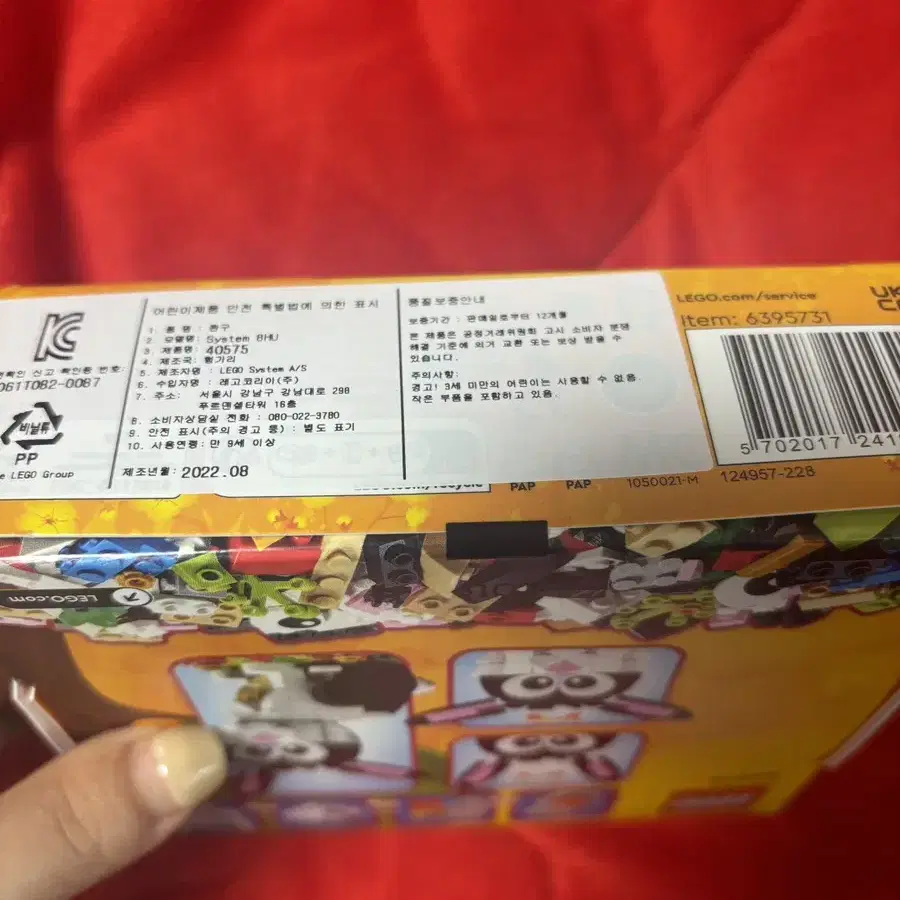 KC
비닐류
PP
LEGO Group
어린이제품 안전 특별법에 의한 표시
1. 품 명 : 완구
2. 모델명: System BHU
3. 제품명: 40575
4. 제조국: 헝가리
5. 제조자명 : LEGO System A/S
6. 수입자명 : 레고코리아(주)
7. 주소: 서울시 강남구 강남대로 298
푸르덴셜타워 16층
8. 소비자상담실 전화 : 080-022-3780
9. 안전 표시(주의 경고 등) : 별도 표기
10. 사용연령: 만 9세 이상
제조년월: 2022.08
품질보증안내
보증기간 : 판매일로부터 12개월
본 제품은 공정거래위원회 고시 소비자 분쟁
해결 기준에 의거 교환 또는 보상 받을 수
있습니다.
주의사항:
경고! 3세 미만의 어린이는 사용할 수 없음.
작은 부품을 포함하고 있음.
LEGO.com/service
Item: 6395731
UK
5 702017 241
PAP PAP 1050021-M 124957-228
LEGO.com